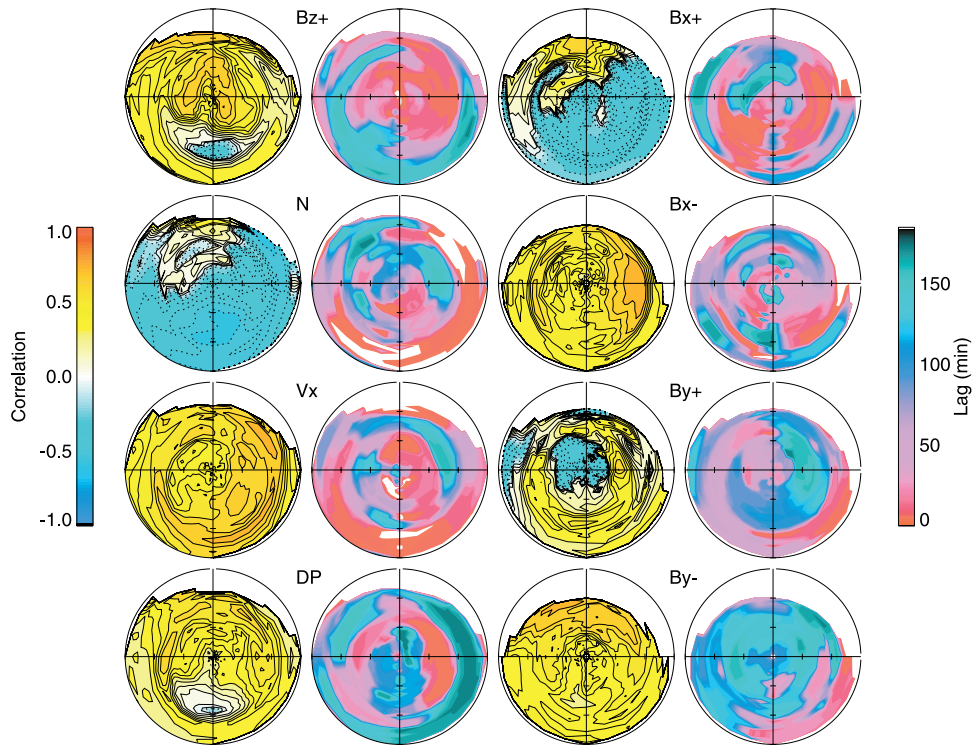 Bz+
Bx+
N
Bx-
Vx
By+
DP
By-
Correlation
1.0
0.5
0.0
-0.5
-1.0
Lag (min)
150
100
50
0